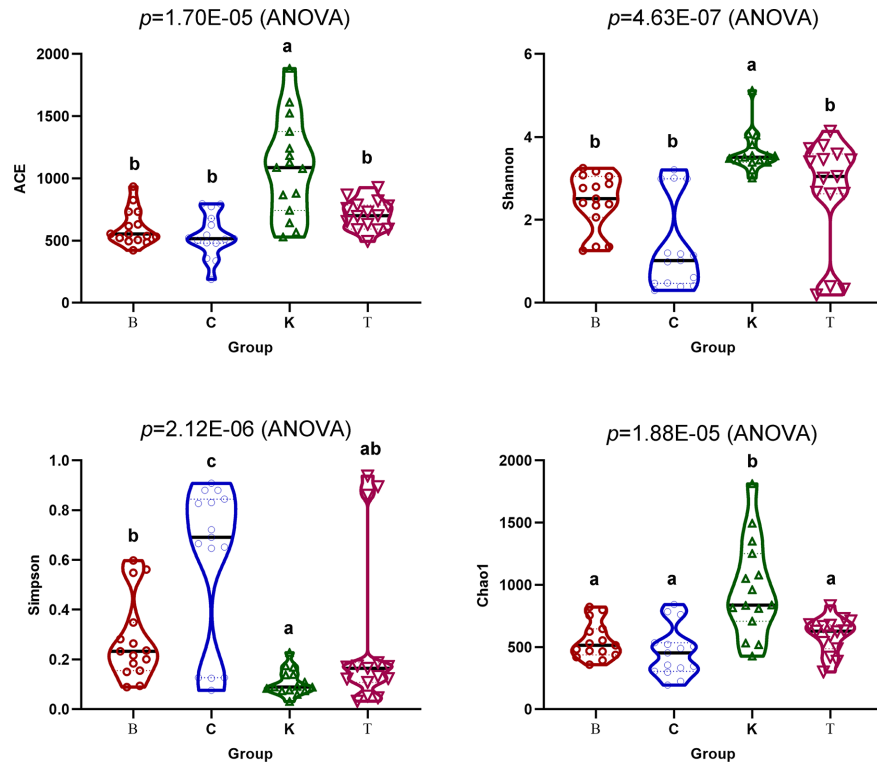 p=1.70E-05 (ANOVA)
2000
1500
1000
500
0
ACE
b
b
a
b
B
C
K
T
Group
p=4.63E-07 (ANOVA)
6
4
2
0
Shannon
b
b
a
b
B
C
K
T
Group
p=2.12E-06 (ANOVA)
1.0
0.8
0.6
0.4
0.2
0.0
Simpson
b
c
a
ab
B
C
K
T
Group
p=1.88E-05 (ANOVA)
2000
1500
1000
500
0
Chao1
a
a
b
a
B
C
K
T
Group